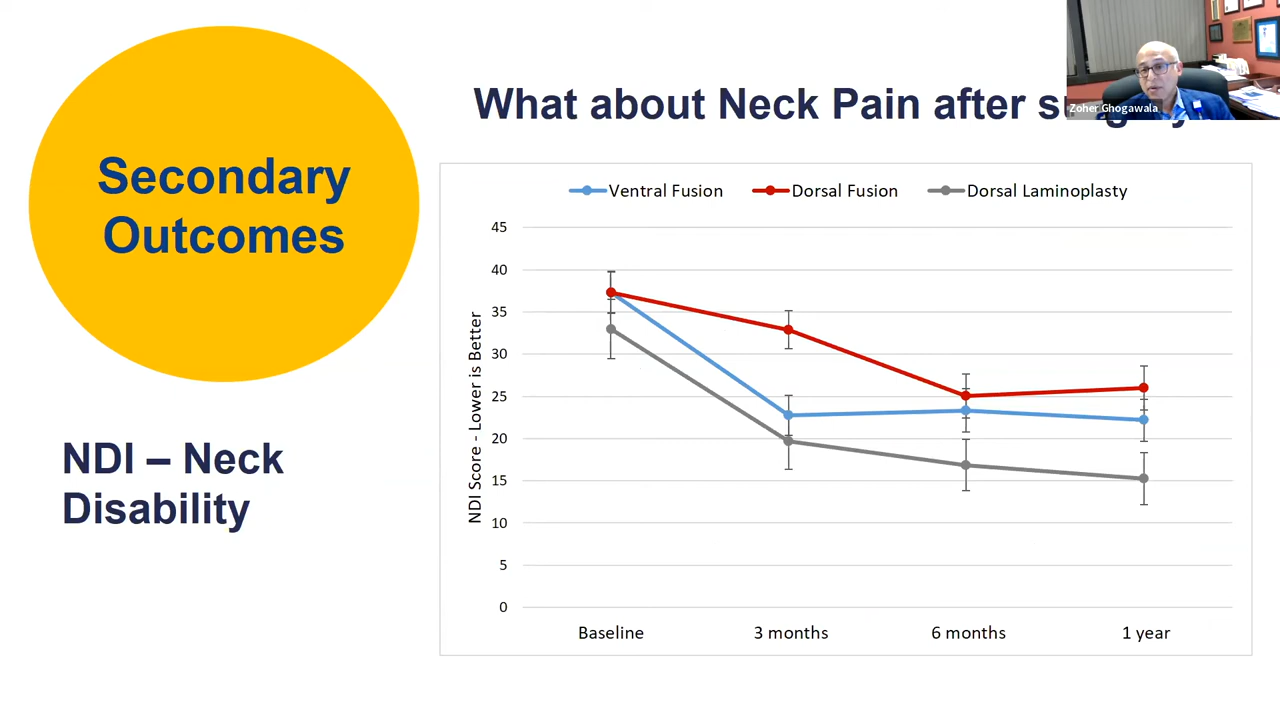 What about Neck Pain after
Zoher Ghogawala
Secondary
Outcomes
NDI – Neck
Disability
Ventral Fusion
Dorsal Fusion
Dorsal Laminoplasty
NDI Score - Lower is Better
45
40
35
30
25
20
15
10
5
0
Baseline
3 months
6 months
1 year